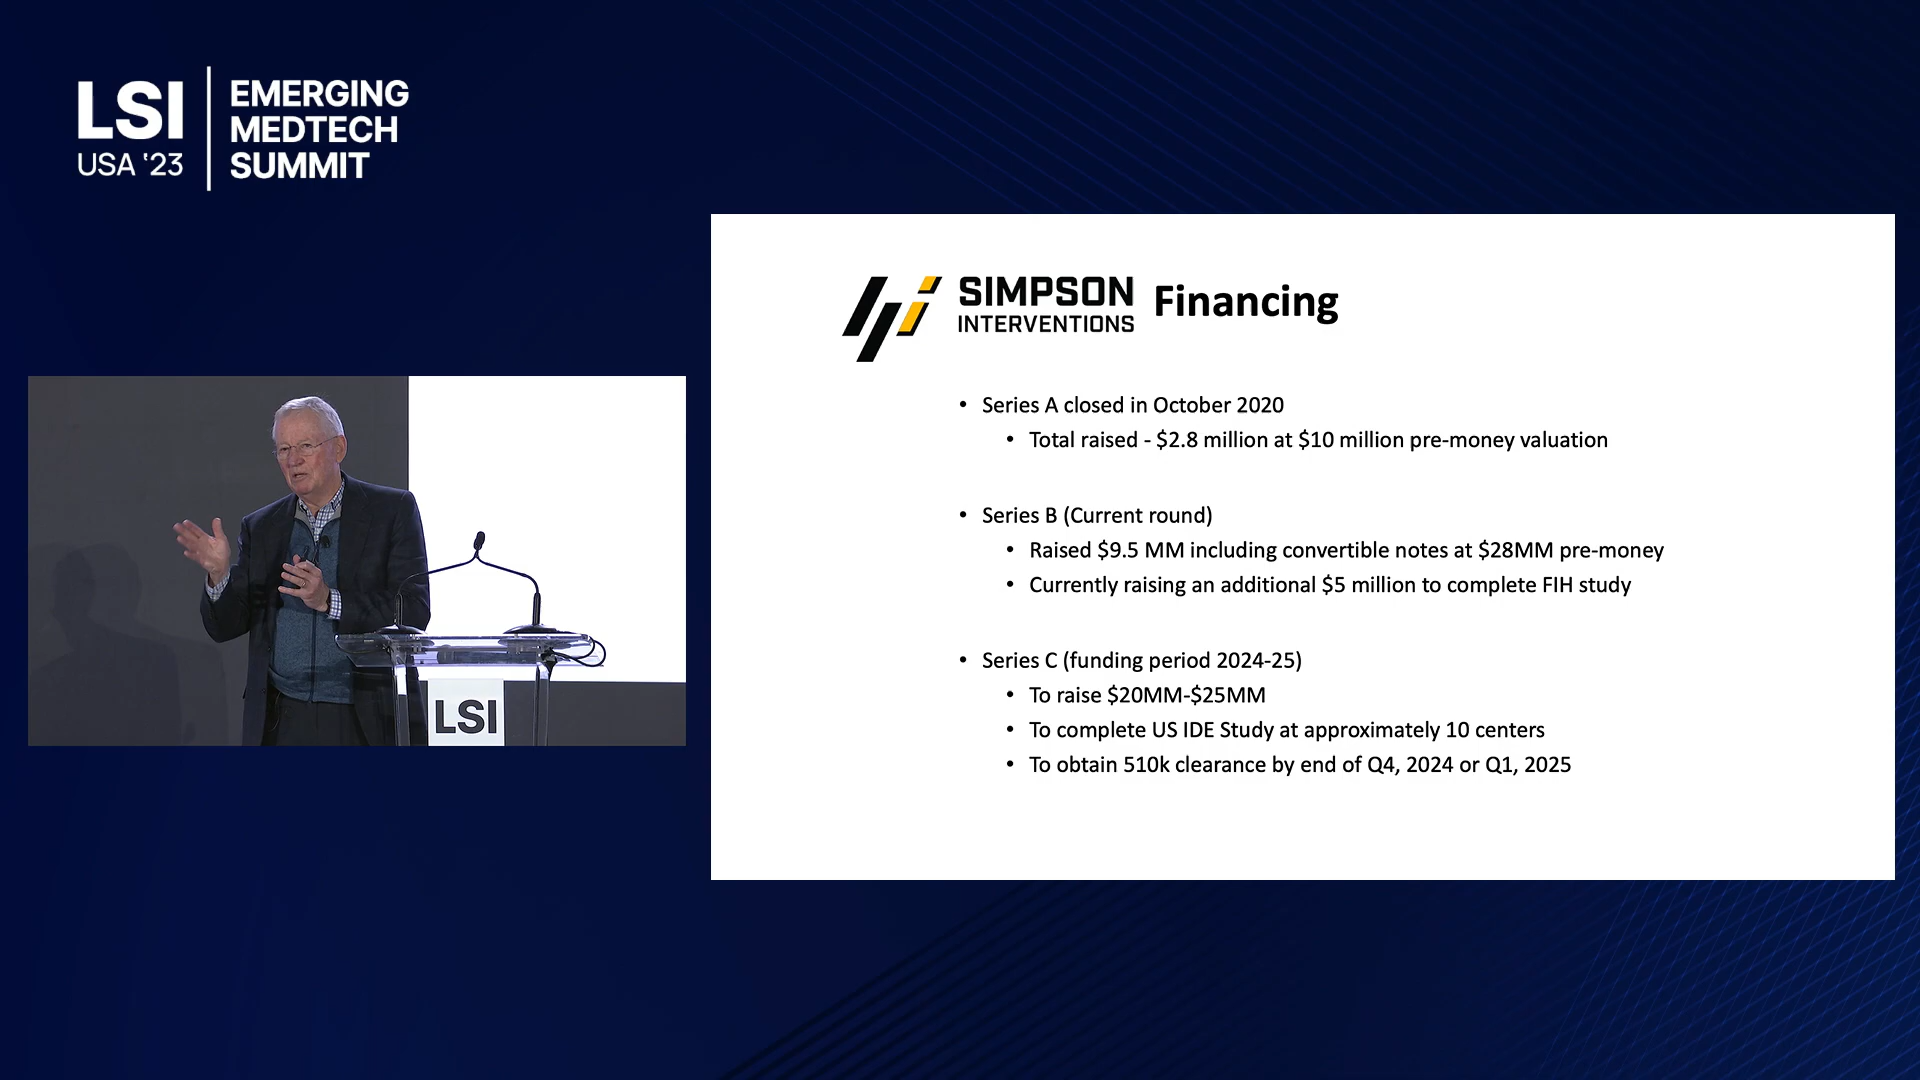 LSI
USA '23
EMERGING
MEDTECH
SUMMIT
SIMPSON
INTERVENTIONS
Financing
• Series A closed in October 2020
• Total raised - $2.8 million at $10 million pre-money valuation
• Series B (Current round)
• Raised $9.5 MM including convertible notes at $28MM pre-money
• Currently raising an additional $5 million to complete FIH study
• Series C (funding period 2024-25)
• To raise $20MM-$25MM
• To complete US IDE Study at approximately 10 centers
• To obtain 510k clearance by end of Q4, 2024 or Q1, 2025
LSI